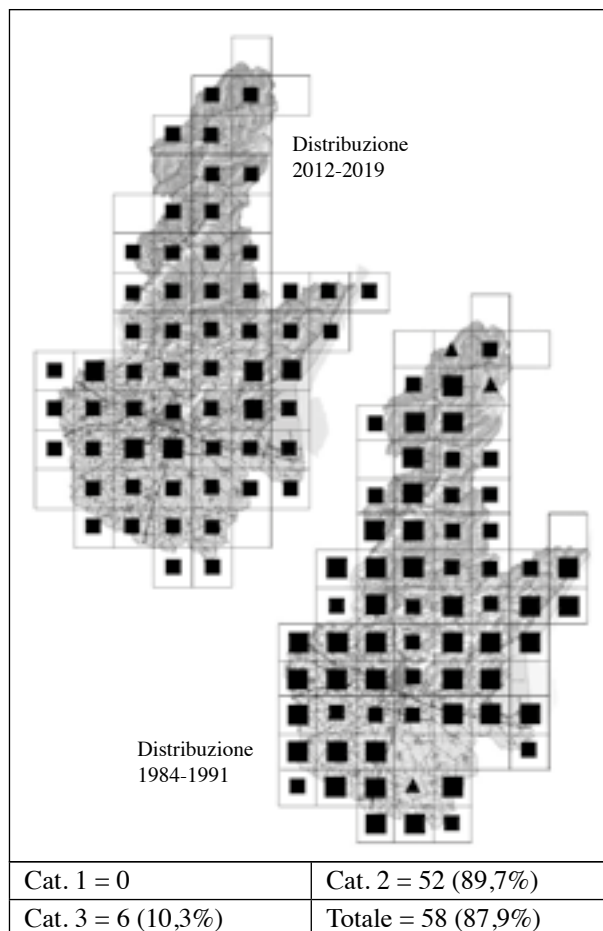 Distribuzione
2012-2019
Distribuzione
1984-1991
Cat. 1 = 0
Cat. 2 = 52 (89,7%)
Cat. 3 = 6 (10,3%)
Totale = 58 (87,9%)